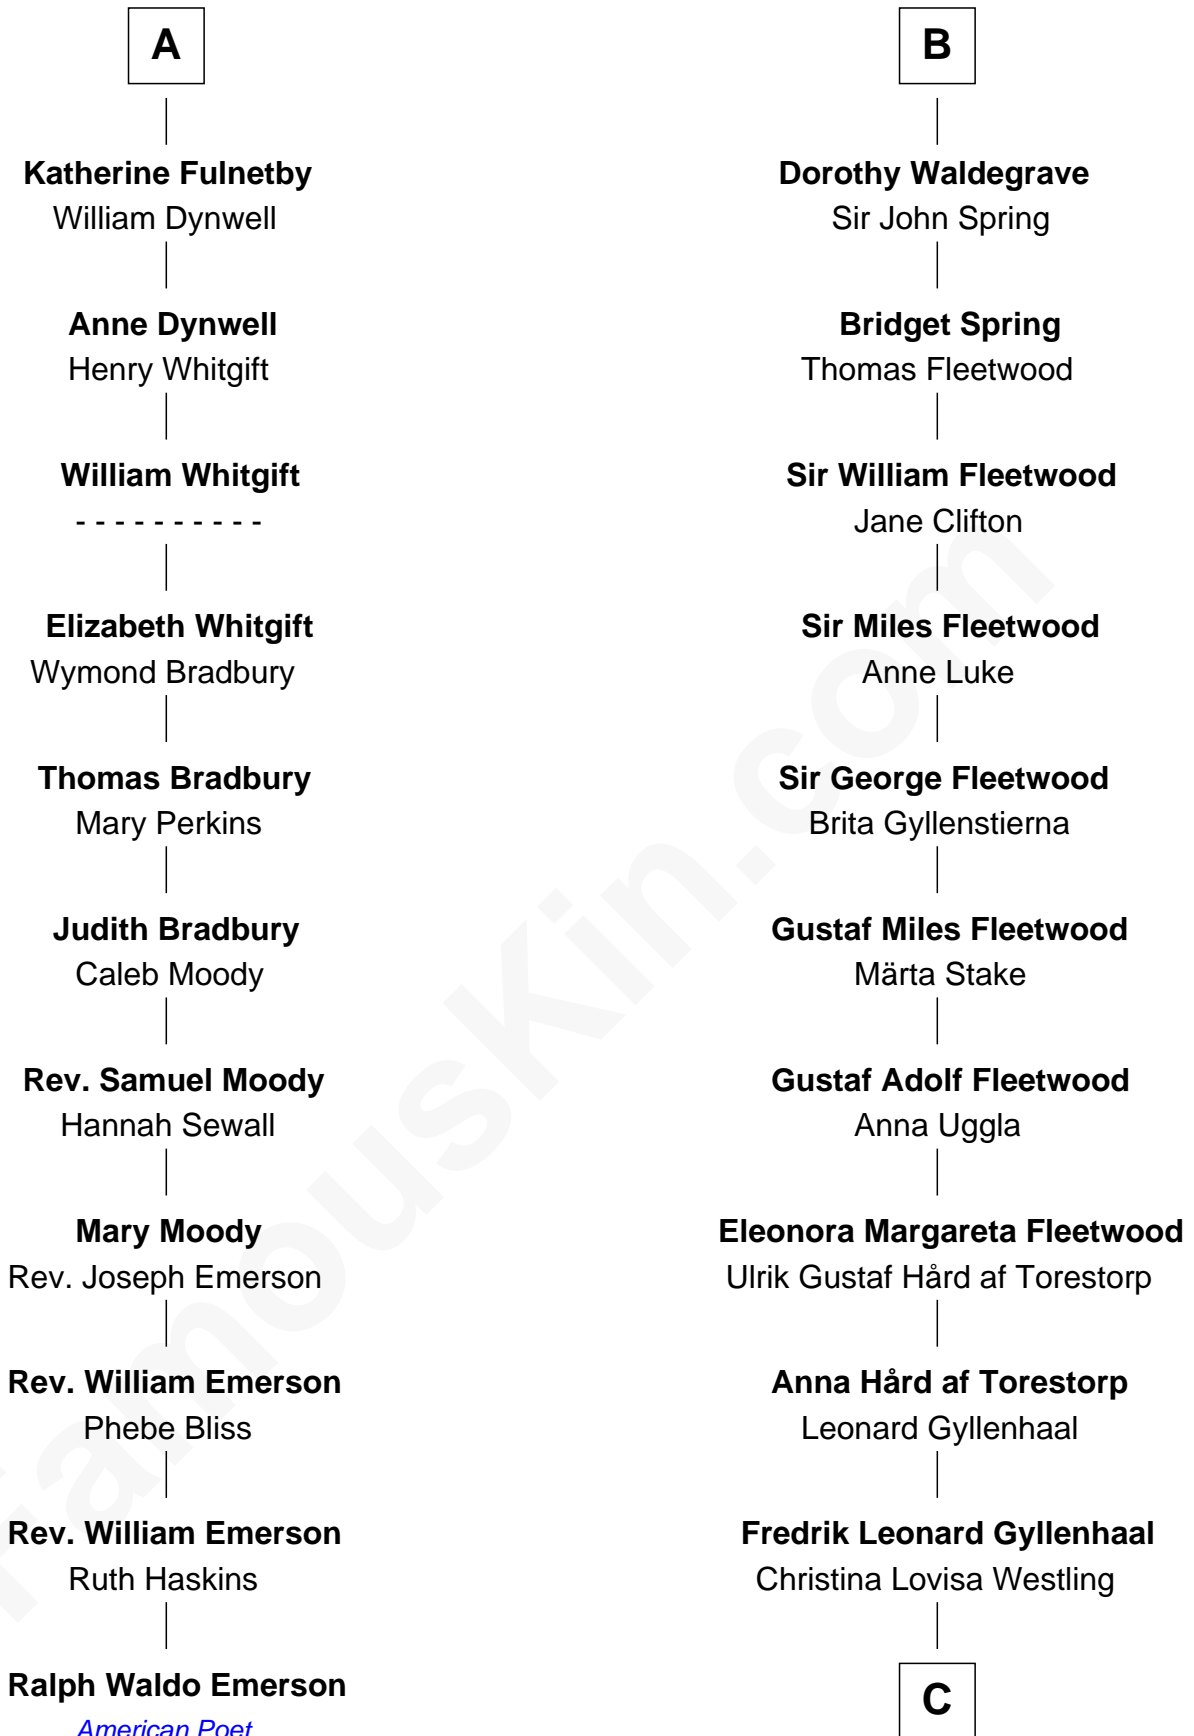 A
Katherine Fulnetby
William Dynwell
Anne Dynwell
Henry Whitgift
William Whitgift
- - - - - - - - - -
Elizabeth Whitgift
Wymond Bradbury
Thomas Bradbury
Mary Perkins
Judith Bradbury
Caleb Moody
Rev. Samuel Moody
Hannah Sewall
Mary Moody
Rev. Joseph Emerson
Rev. William Emerson
Phebe Bliss
Rev. William Emerson
Ruth Haskins
Ralph Waldo Emerson
American Poet
B
Dorothy Waldegrave
Sir John Spring
Bridget Spring
Thomas Fleetwood
Sir William Fleetwood
Jane Clifton
Sir Miles Fleetwood
Anne Luke
Sir George Fleetwood
Brita Gyllenstierna
Gustaf Miles Fleetwood
Märta Stake
Gustaf Adolf Fleetwood
Anna Uggla
Eleonora Margareta Fleetwood
Ulrik Gustaf Hård af Torestorp
Anna Hård af Torestorp
Leonard Gyllenhaal
Fredrik Leonard Gyllenhaal
Christina Lovisa Westling
C
FamousKin.com